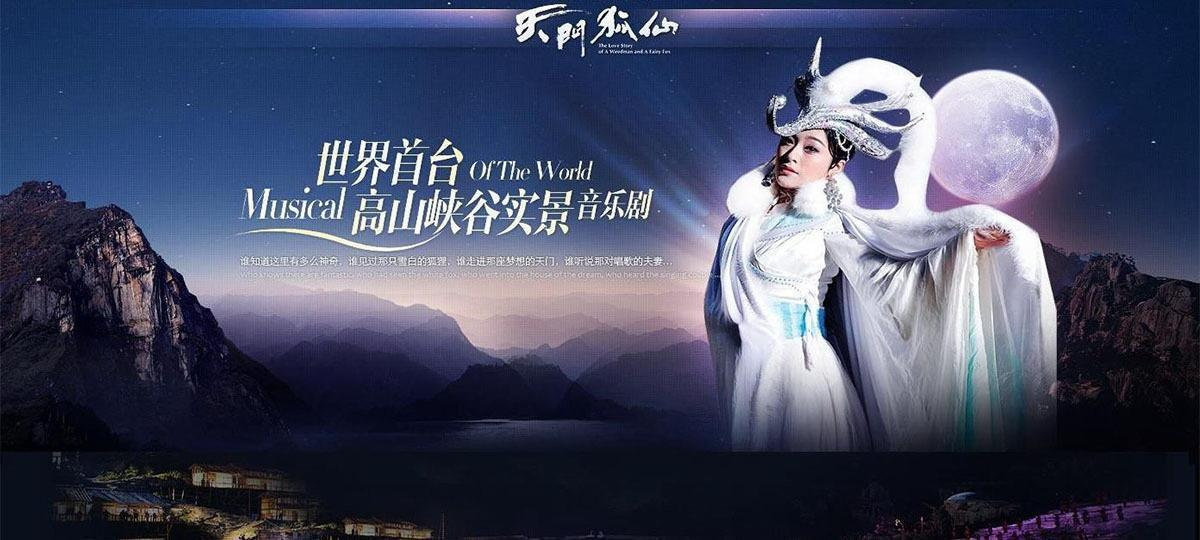 天門狐仙
The Love Story
of A Woodman and A Fairy Fox
世界首台 Of The World
Musical 高山峡谷实景音乐剧
谁知道这里有多么神奇，谁见过那只雪白的狐狸，谁走进那座梦想的天门，谁听说那对唱歌的夫妻...
Who knows there are fantastic, who had seen the white fox, who went into the house of the dream, who heard the singing couple ...